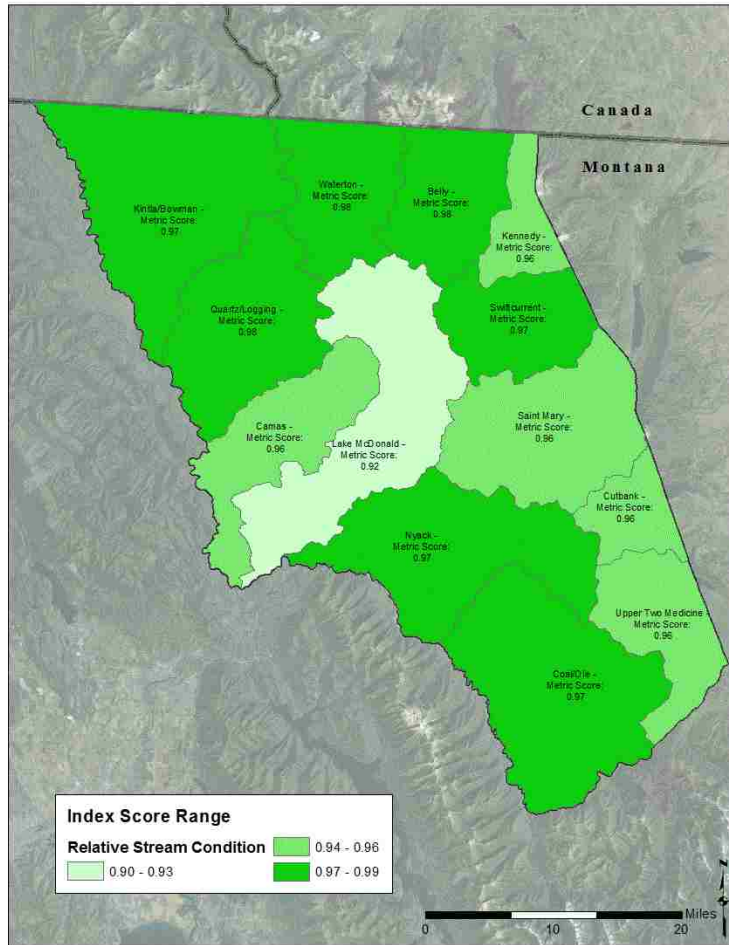 Canada
Montana
Kintla/Bowman -
Metric Score:
0.97
Waterton -
Metric Score:
0.98
Belly -
Metric Score:
0.98
Kennedy -
Metric Score:
0.96
Quartz/Logging -
Metric Score:
0.98
Swiftcurrent -
Metric Score:
0.97
Camas -
Metric Score:
0.96
Lake McDonald -
Metric Score:
0.92
Saint Mary -
Metric Score:
0.96
Cutbank -
Metric Score:
0.96
Nyack -
Metric Score:
0.97
Upper Two Medicine -
Metric Score:
0.96
Coal/Ole -
Metric Score:
0.97
Index Score Range
Relative Stream Condition
0.90 - 0.93
0.94 - 0.96
0.97 - 0.99
Miles
0 10 20